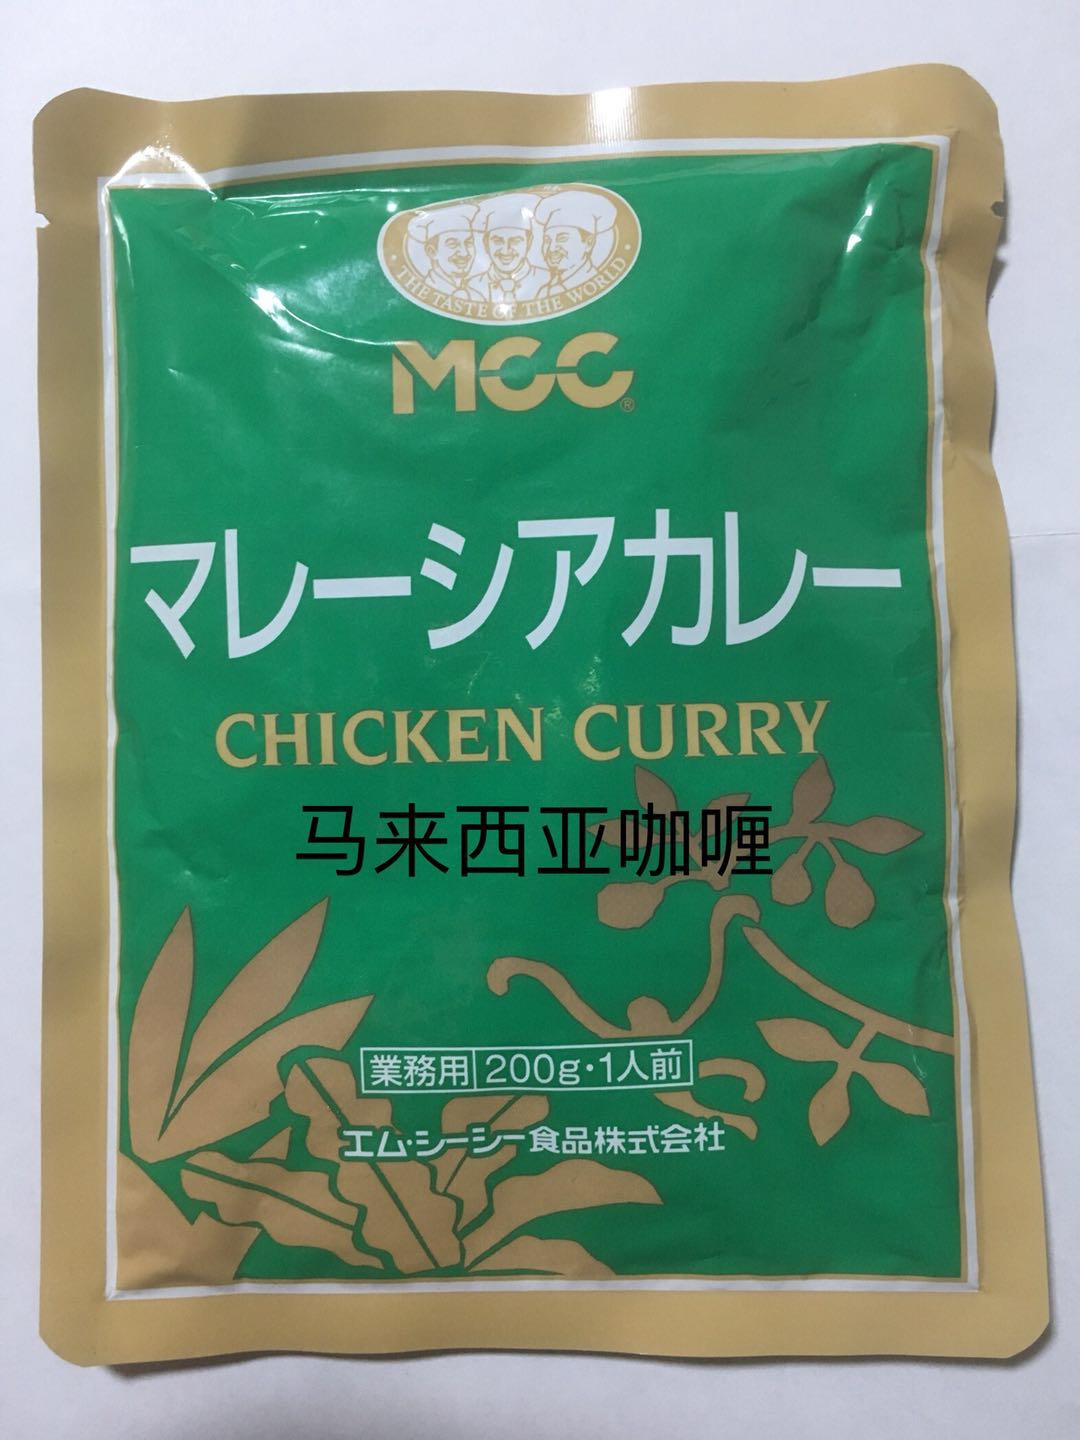 THE TASTE OF THE WORLD
MCC®
マレーシアカレー
CHICKEN CURRY
马来西亚咖喱
業務用 200g・1人前
エム・シーシー食品株式会社